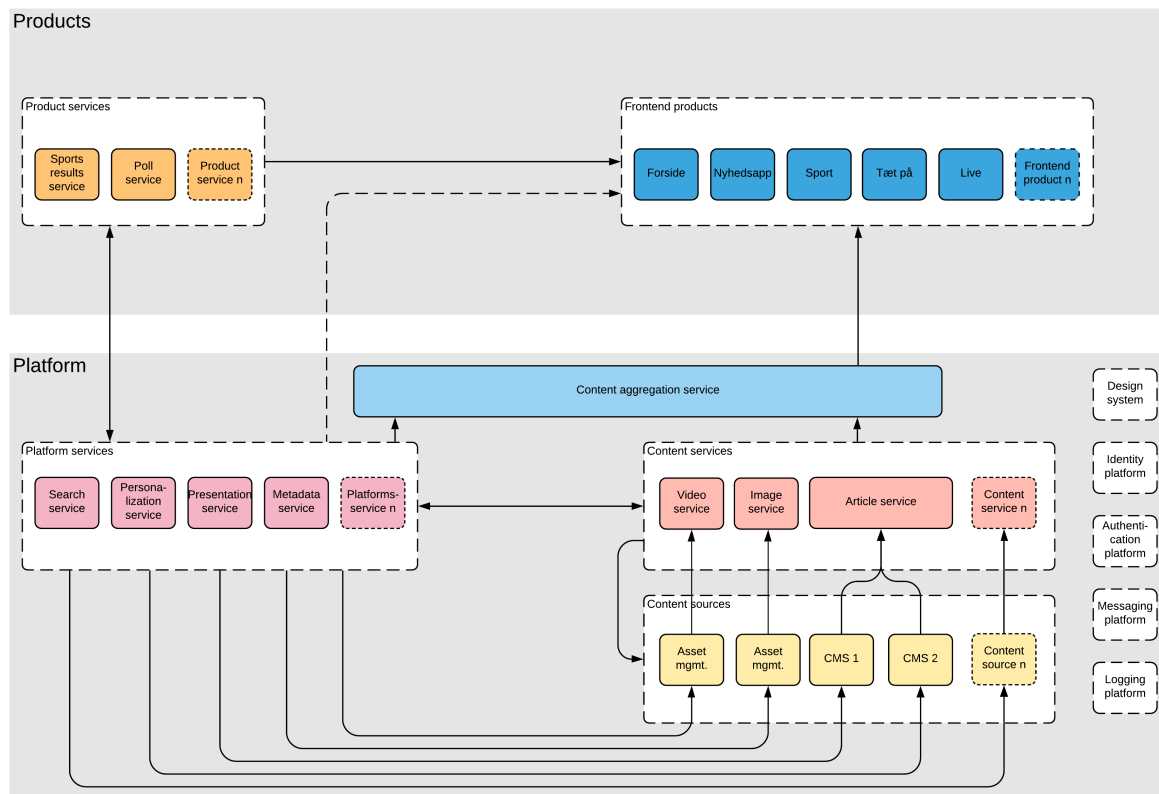 Products
Product services
Sports
results
service
Poll
service
Product
service n
Frontend products
Forside
Nyhedsapp
Sport
Tæt på
Live
Frontend
product n
Platform
Content aggregation service
Platform services
Search
service
Persona-
lization
service
Presentation
service
Metadata
service
Platforms-
service n
Content services
Video
service
Image
service
Article service
Content
service n
Content sources
Asset
mgmt.
Asset
mgmt.
CMS 1
CMS 2
Content
source n
Design
system
Identity
platform
Authenti-
cation
platform
Messaging
platform
Logging
platform